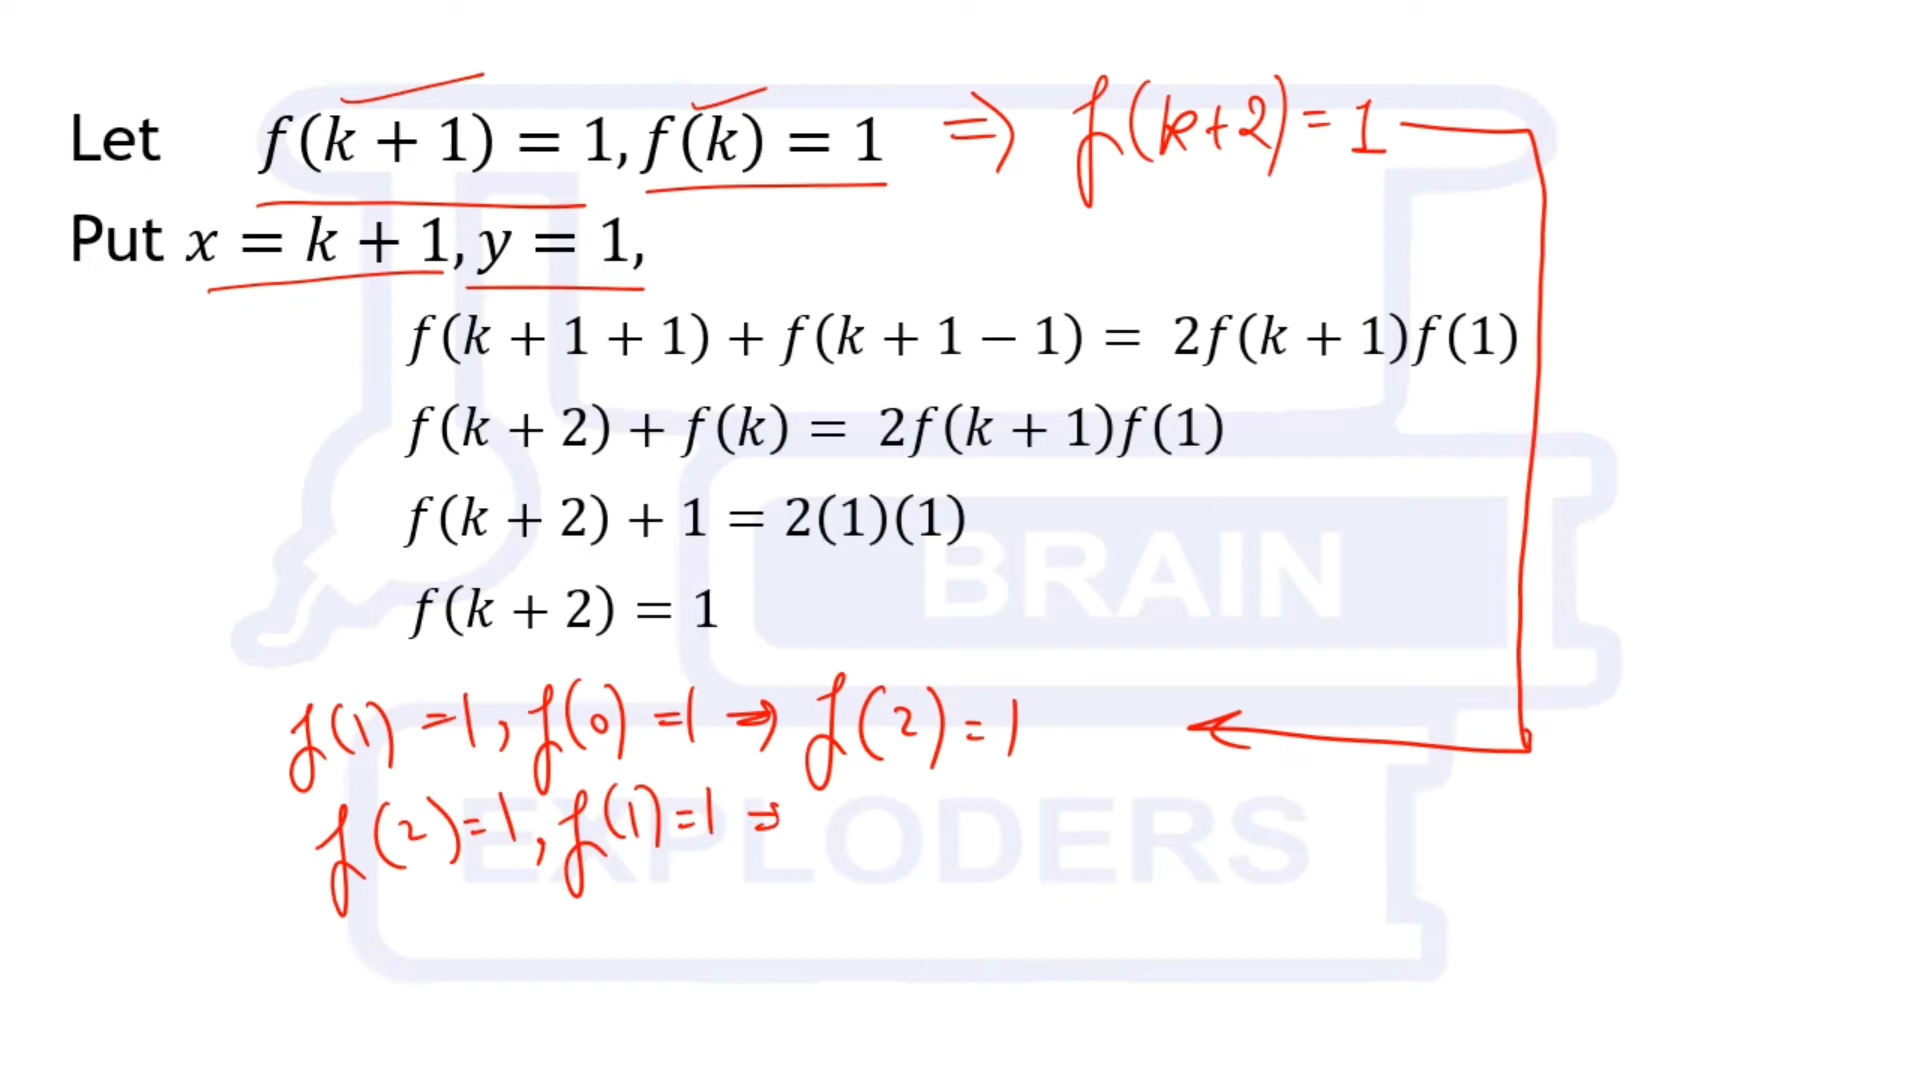 Let f(k + 1) = 1, f(k) = 1 ⇒ f(k+2) = 1
Put x = k + 1, y = 1,
f(k + 1 + 1) + f(k + 1 − 1) = 2f(k + 1)f(1)
f(k + 2) + f(k) = 2f(k + 1)f(1)
f(k + 2) + 1 = 2(1)(1)
BRAIN
f(k + 2) = 1
f(1) = 1, f(0) = 1 ⇒ f(2) = 1
f(2) = 1, f(1) = 1 ⇒
EXPLODERS